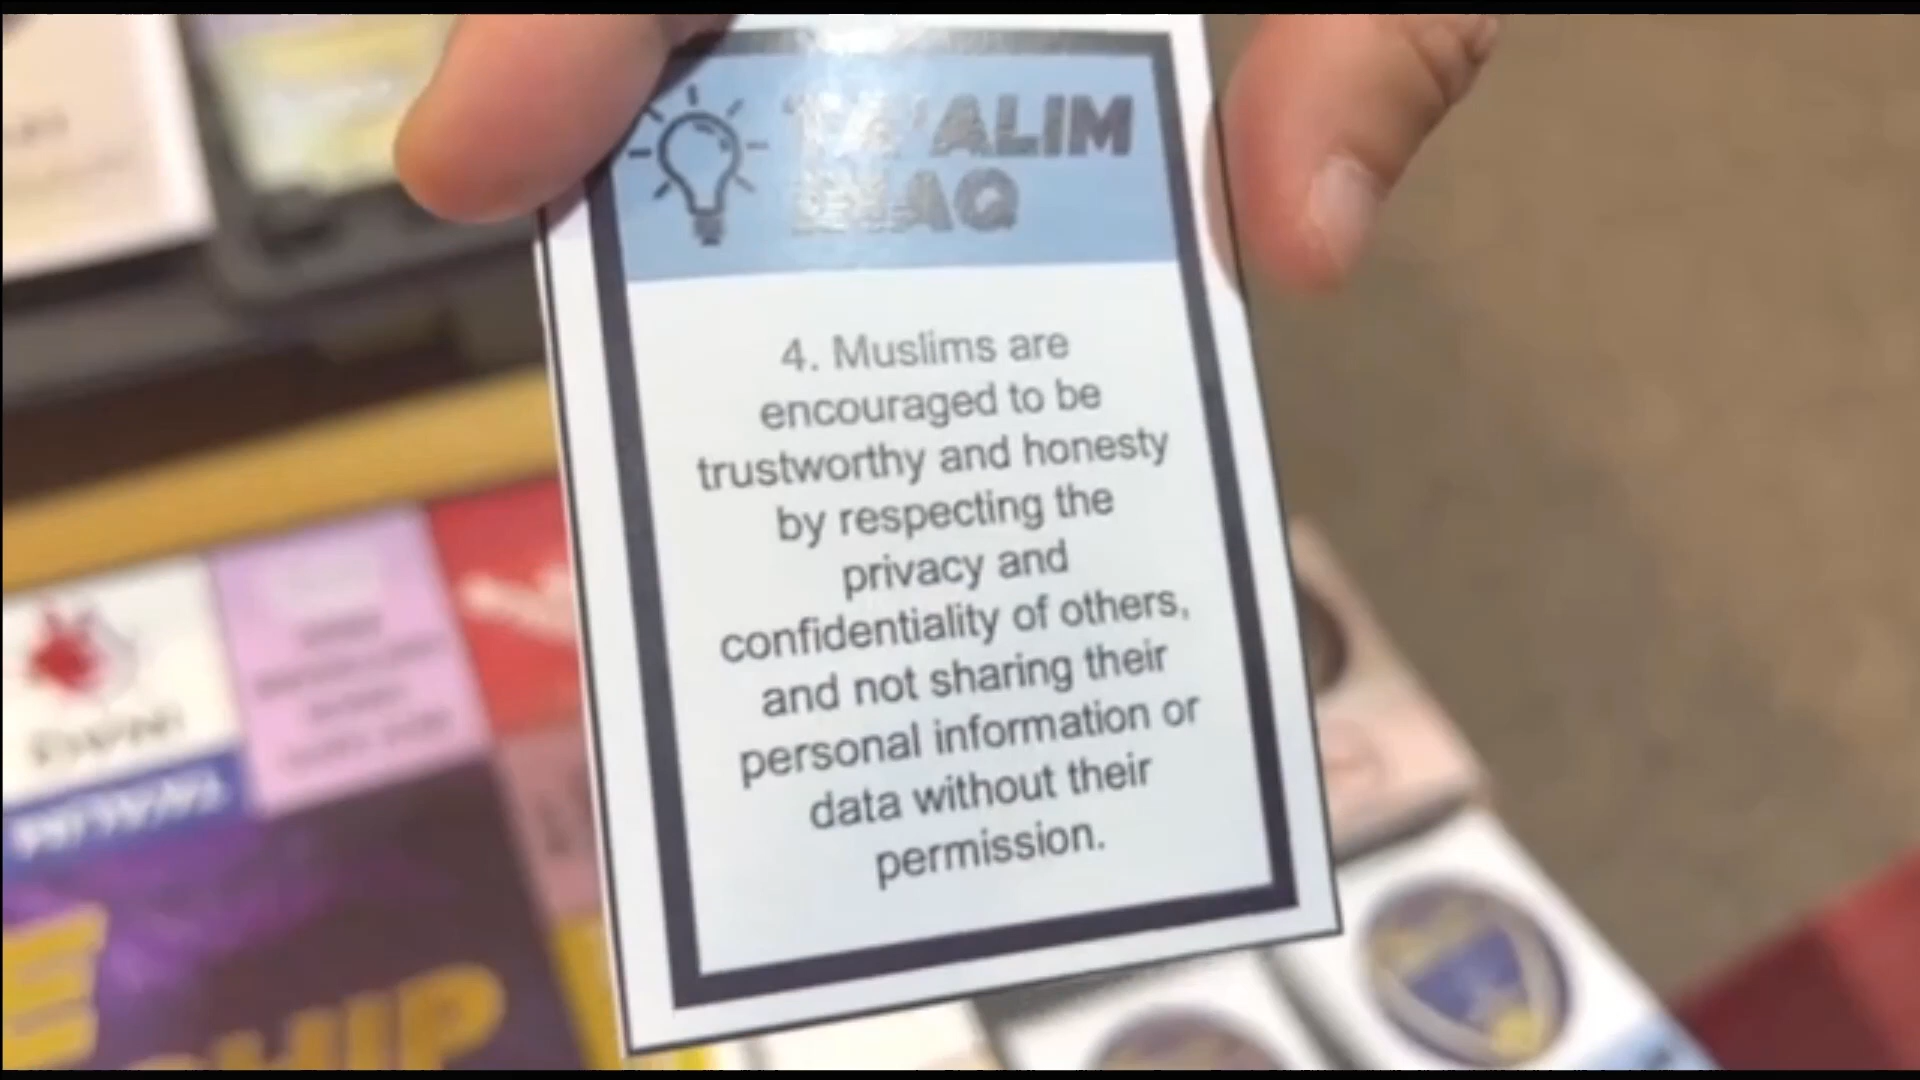 4. Muslims are
encouraged to be
trustworthy and honesty
by respecting the
privacy and
confidentiality of others,
and not sharing their
personal information or
data without their
permission.